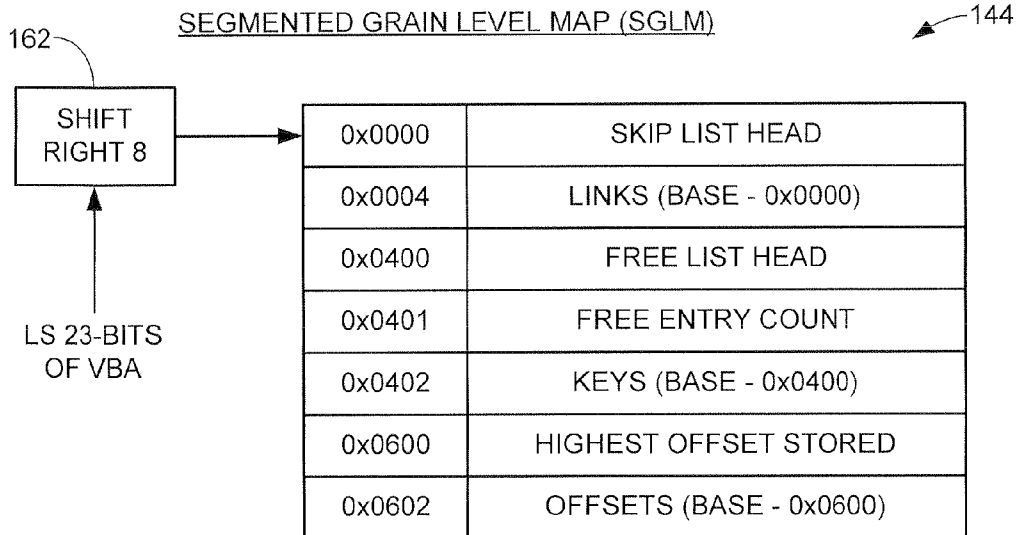 SEGMENTED GRAIN LEVEL MAP (SGLM)
144
162
SHIFT
RIGHT 8
LS 23-BITS
OF VBA
0x0000 SKIP LIST HEAD
0x0004 LINKS (BASE - 0x0000)
0x0400 FREE LIST HEAD
0x0401 FREE ENTRY COUNT
0x0402 KEYS (BASE - 0x0400)
0x0600 HIGHEST OFFSET STORED
0x0602 OFFSETS (BASE - 0x0600)